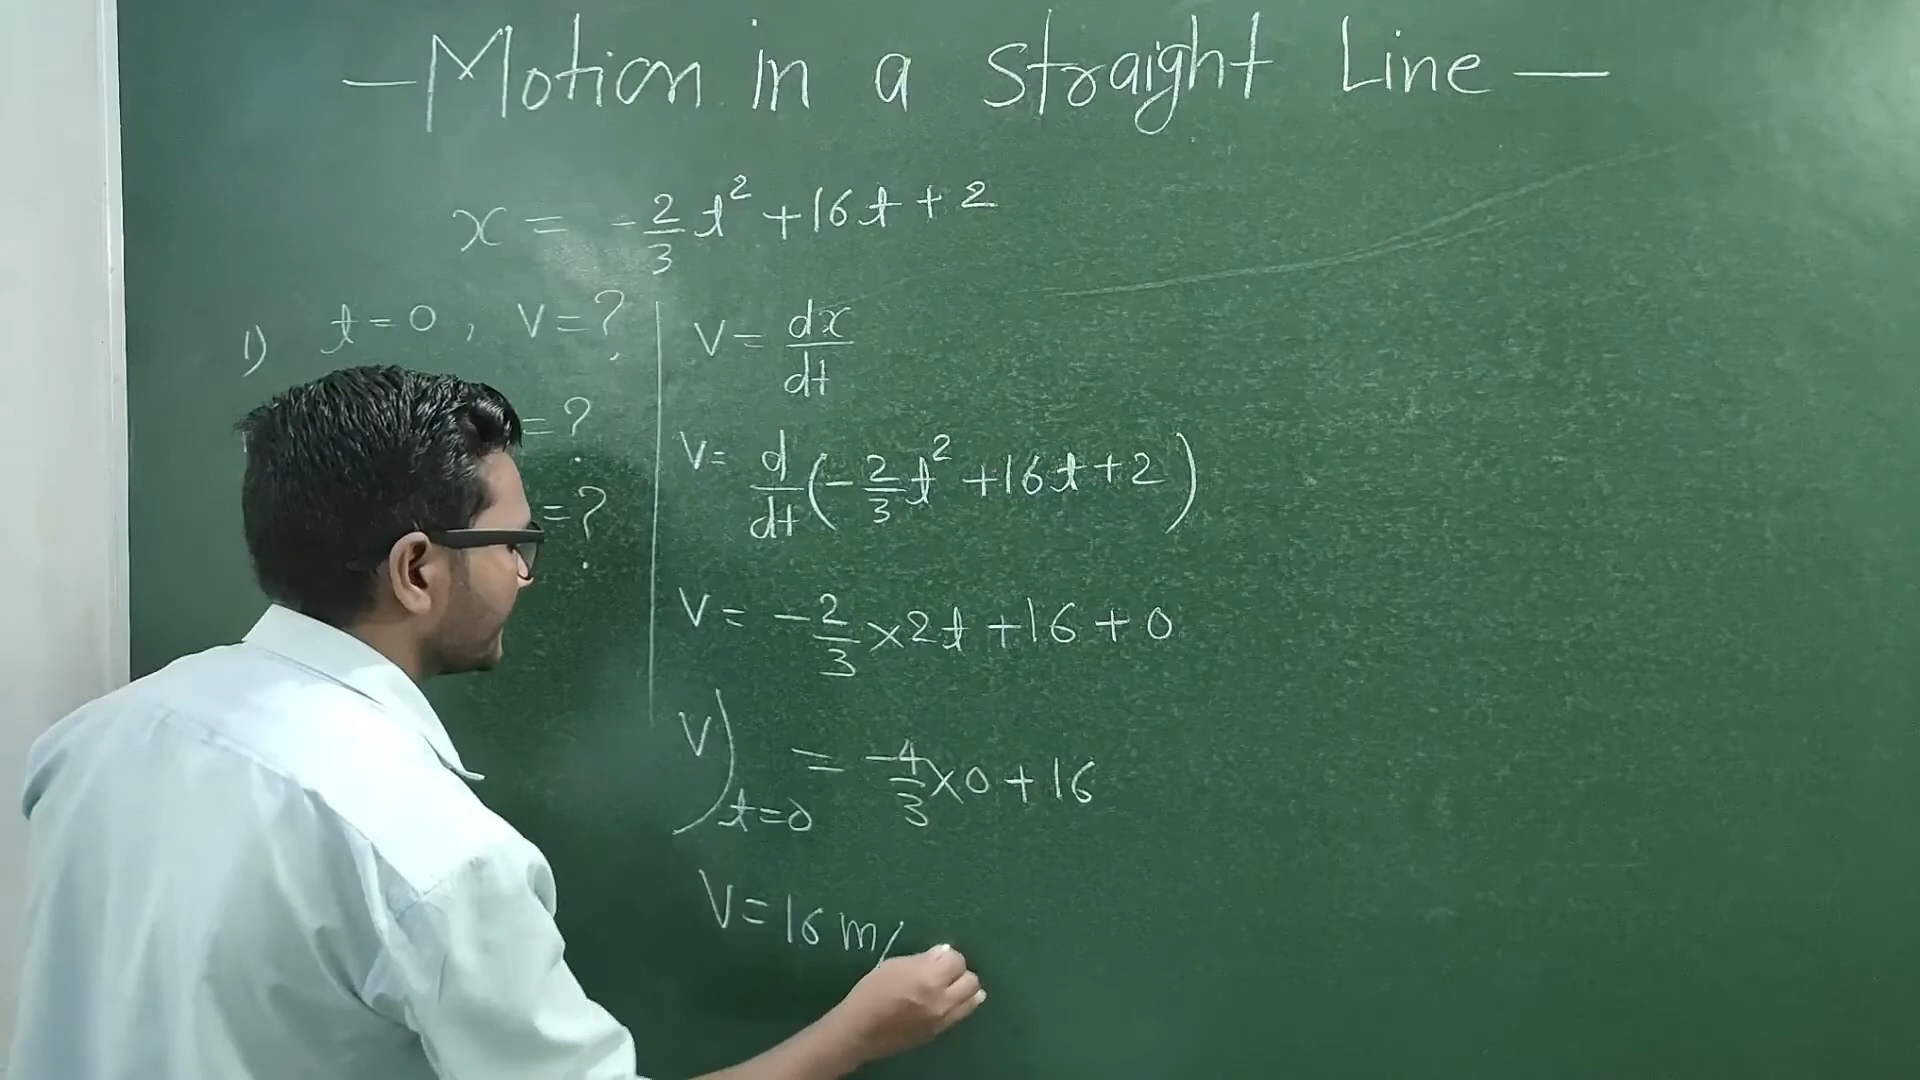 — Motion in a Straight Line —
x = -2/3 t² + 16t + 2
1) t = 0 , V = ?
= ?
= ?
V = dx/dt
V = d/dt (-2/3 t² + 16t + 2)
V = -2/3 × 2t + 16 + 0
V)t=0 = -4/3 × 0 + 16
V = 16 m/